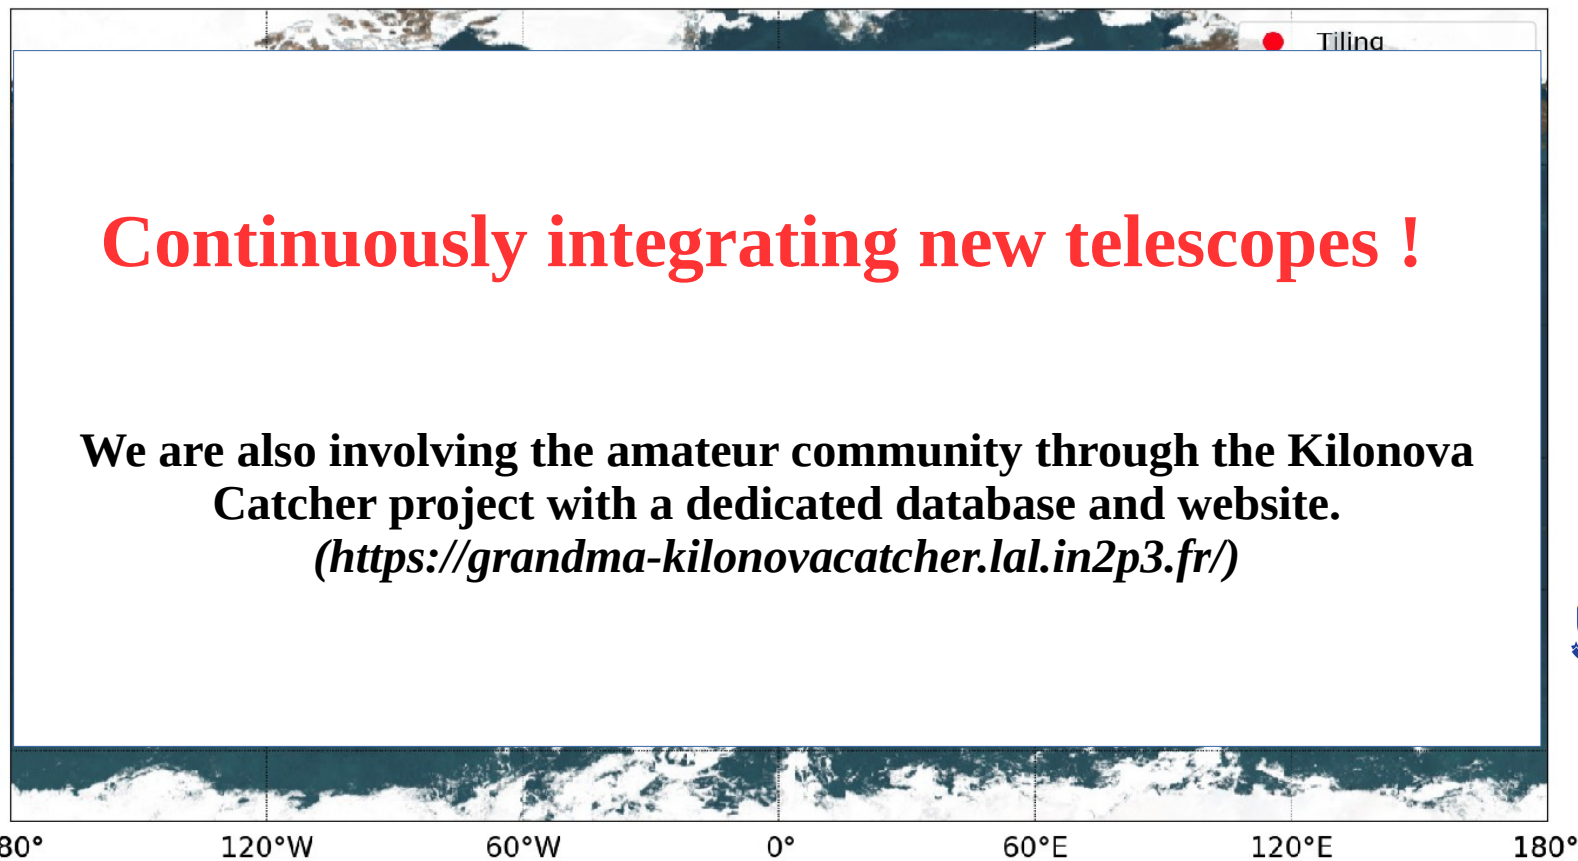 Tiling
Continuously integrating new telescopes !
We are also involving the amateur community through the Kilonova
Catcher project with a dedicated database and website.
(https://grandma-kilonovacatcher.lal.in2p3.fr/)
80° 120°W 60°W 0° 60°E 120°E 180°